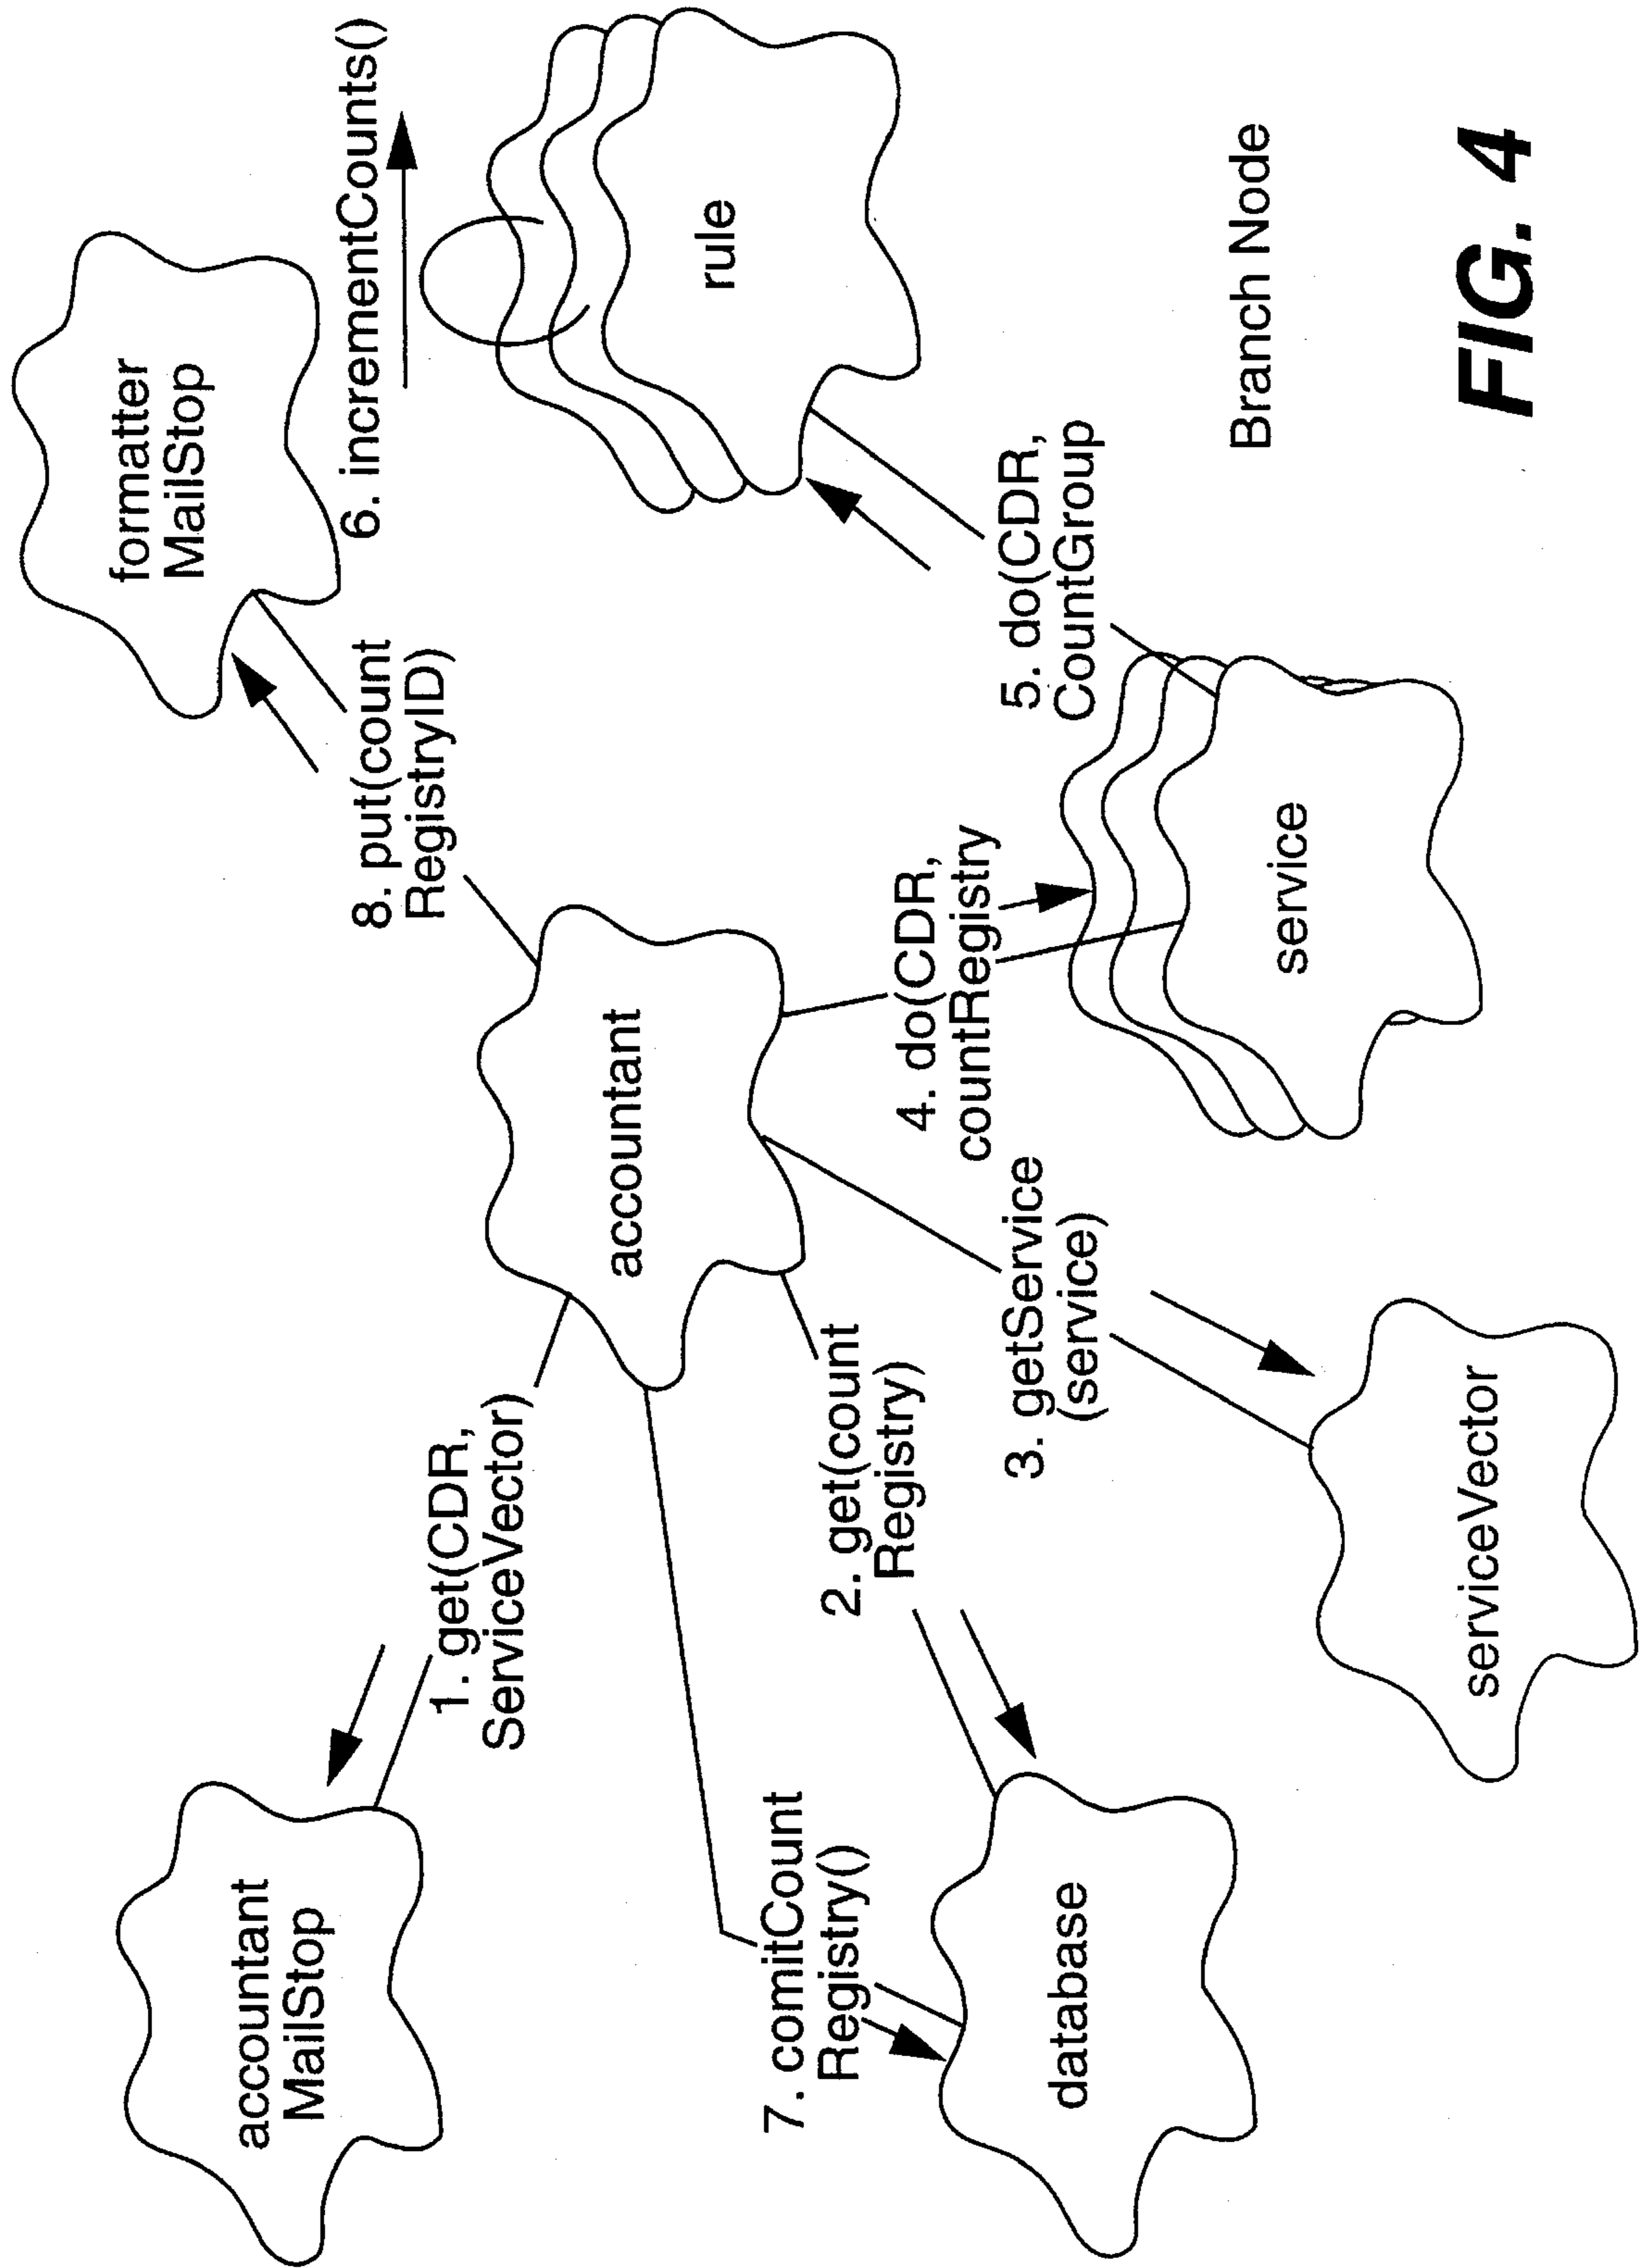 accountant
MailStop
1. get(CDR,
ServiceVector)
8. put(count
RegistryID)
formatter
MailStop
6. incrementCounts()
accountant
rule
7. comitCount
Registry()
2. get(count
Registry)
3. getService
(service)
4. do(CDR,
countRegistry
5. do(CDR,
CountGroup
database
serviceVector
service
Branch Node
FIG. 4